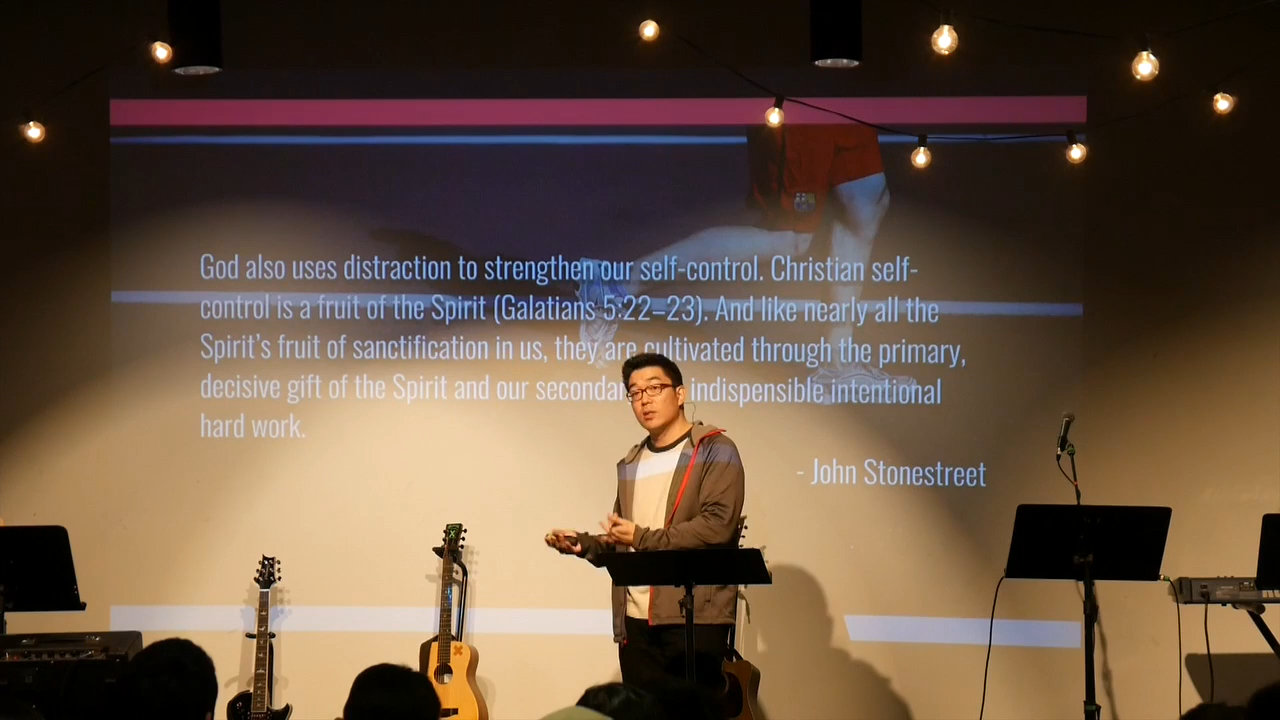 God also uses distraction to strengthen our self-control. Christian self-
control is a fruit of the Spirit (Galatians 5:22–23). And like nearly all the
Spirit's fruit of sanctification in us, they are cultivated through the primary,
decisive gift of the Spirit and our indispensible intentional
hard work.
- John Stonestreet